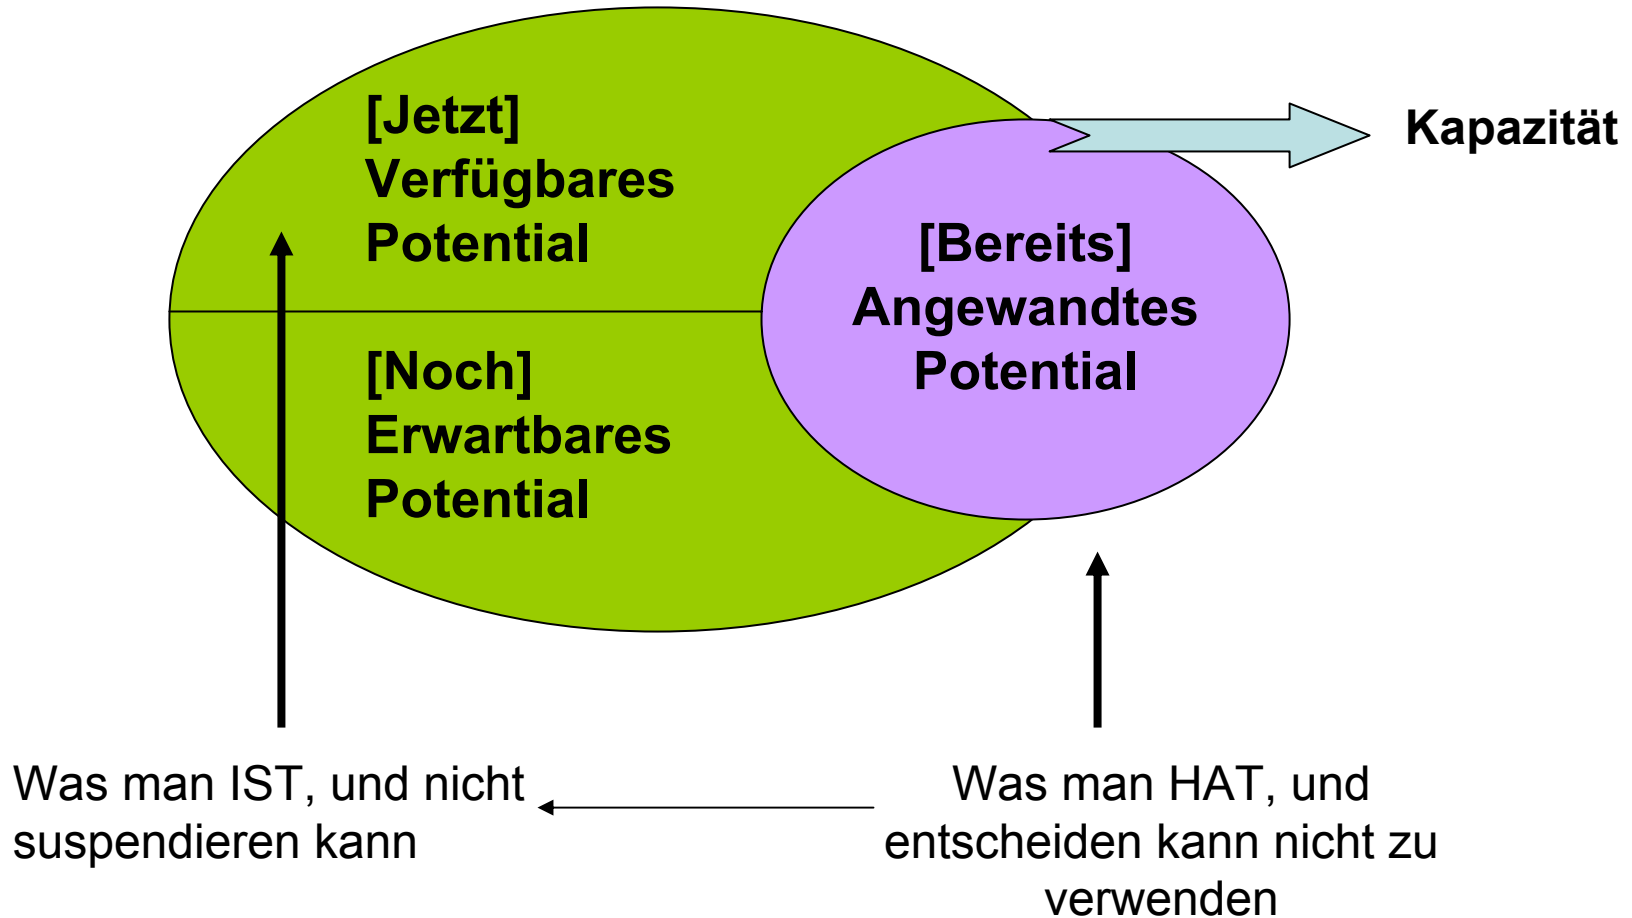 [Jetzt]
Verfügbares
Potential
Kapazität
[Bereits]
Angewandtes
Potential
[Noch]
Erwartbares
Potential
Was man IST, und nicht
suspendieren kann
Was man HAT, und
entscheiden kann nicht zu
verwenden